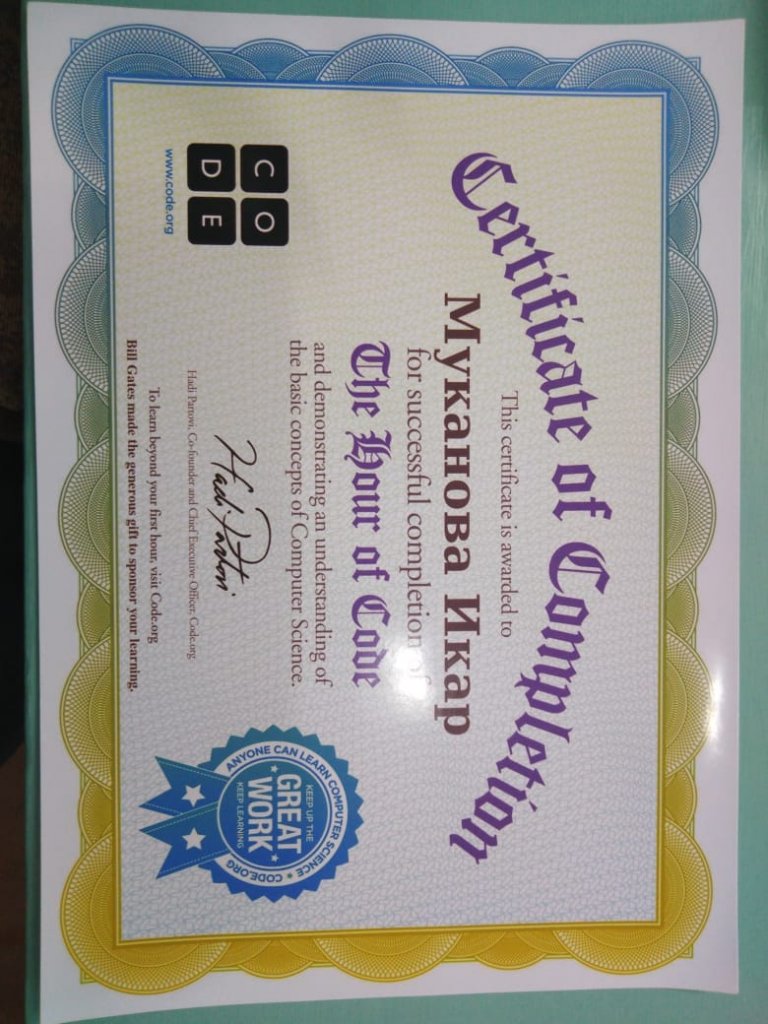 Certificate of Completion
This certificate is awarded to
Муканова Икар
for successful completion of
The Hour of Code
and demonstrating an understanding of
the basic concepts of Computer Science.
C O
D E
www.code.org
Hadi Partovi
Hadi Partovi, Co-founder and Chief Executive Officer, Code.org
To learn beyond your first hour, visit Code.org
Bill Gates made the generous gift to sponsor your learning.
ANYONE CAN LEARN COMPUTER SCIENCE • CODE.ORG •
KEEP UP THE
GREAT
WORK
KEEP LEARNING